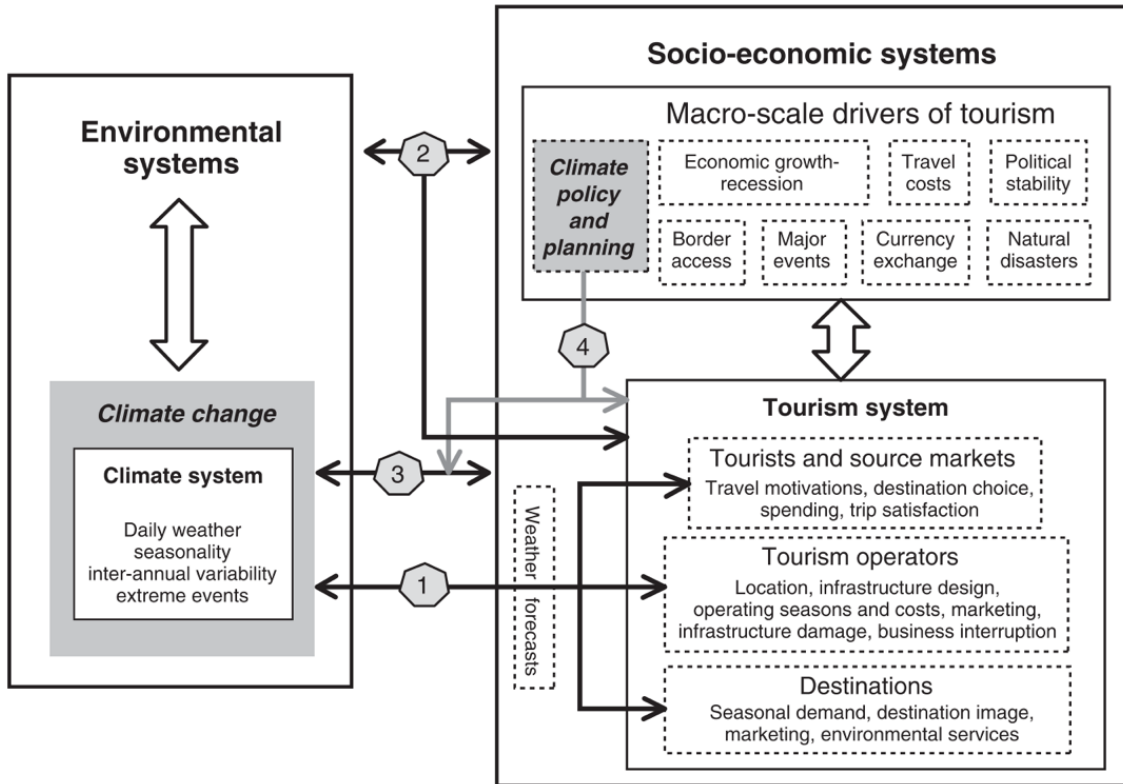 Environmental
systems
Climate change
Climate system
Daily weather
seasonality
inter-annual variability
extreme events
2
3
1
Socio-economic systems
Macro-scale drivers of tourism
Climate
policy
and
planning
Economic growth-
recession
Travel
costs
Political
stability
Border
access
Major
events
Currency
exchange
Natural
disasters
4
Weather forecasts
Tourism system
Tourists and source markets
Travel motivations, destination choice,
spending, trip satisfaction
Tourism operators
Location, infrastructure design,
operating seasons and costs, marketing,
infrastructure damage, business interruption
Destinations
Seasonal demand, destination image,
marketing, environmental services